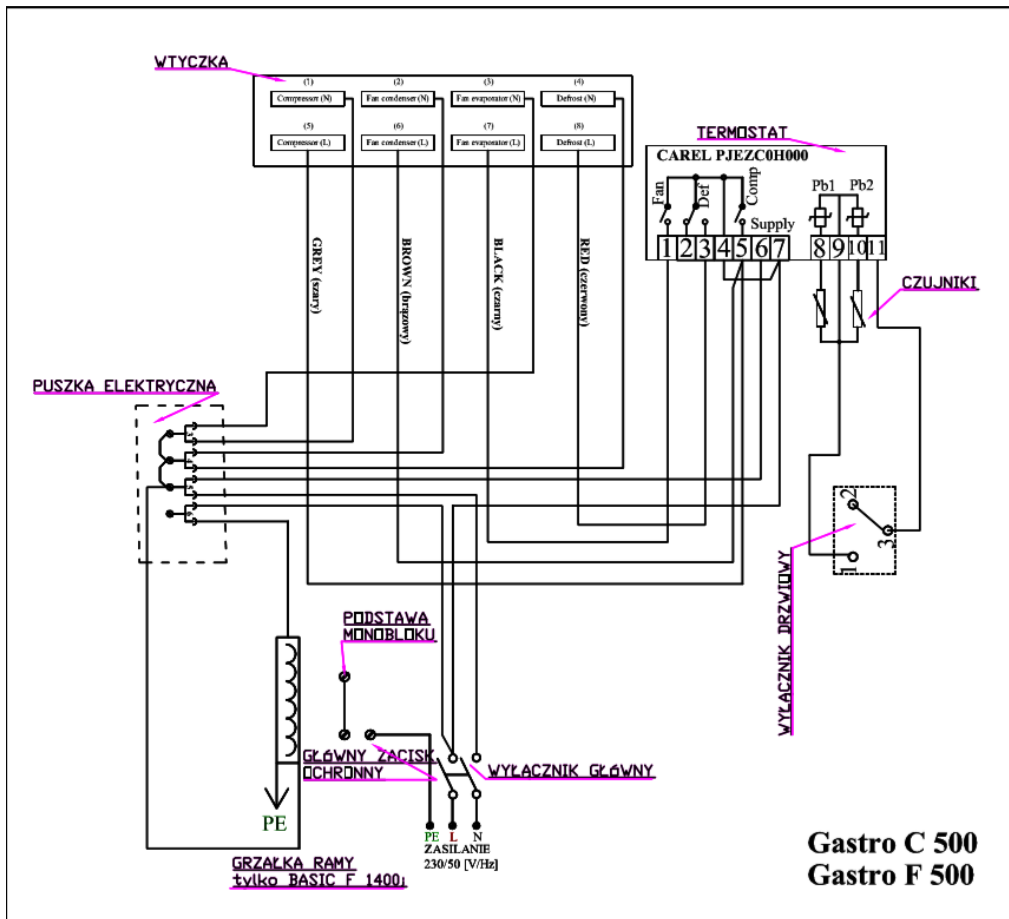 WTYCZKA
(1)
(2)
(3)
(4)
Compressor (N)
Fan condenser (N)
Fan evaporator (N)
Defrost (N)
(5)
(6)
(7)
(8)
Compressor (L)
Fan condenser (L)
Fan evaporator (L)
Defrost (L)
TERMOSTAT
CAREL PJEZC0H000
Fan
Def
Comp
Pb1
Pb2
Supply
1
2
3
4
5
6
7
8
9
10
11
GREY (szary)
BROWN (brązowy)
BLACK (czarny)
RED (czerwony)
CZUJNIKI
PUSZKA ELEKTRYCZNA
2
3
1
WYŁACZNIK DRZWIOWY
PODSTAWA
MONOBLOKU
GŁÓWNY ZACISK
OCHRONNY
WYŁACZNIK GŁÓWNY
PE
PE
L
N
ZASILANIE
230/50 [V/Hz]
GRZAŁKA RAMY
tylko BASIC F 1400
Gastro C 500
Gastro F 500